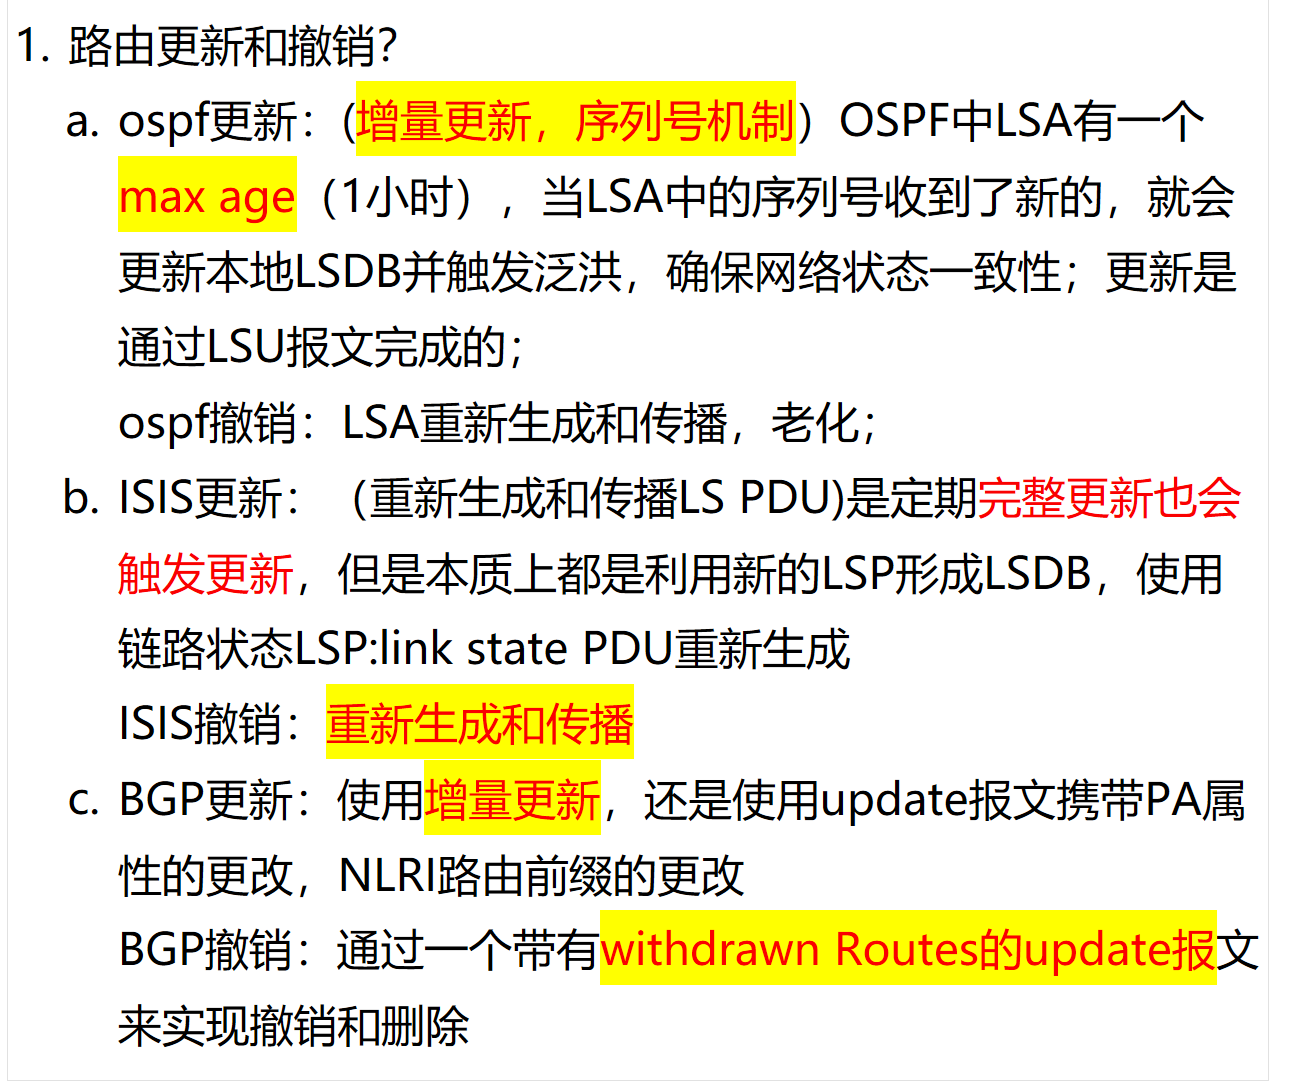 1. 路由更新和撤销？
a. ospf更新：(增量更新，序列号机制）OSPF中LSA有一个
max age（1小时），当LSA中的序列号收到了新的，就会
更新本地LSDB并触发泛洪，确保网络状态一致性；更新是
通过LSU报文完成的；
ospf撤销：LSA重新生成和传播，老化；
b. ISIS更新：（重新生成和传播LS PDU)是定期完整更新也会
触发更新，但是本质上都是利用新的LSP形成LSDB，使用
链路状态LSP:link state PDU重新生成
ISIS撤销：重新生成和传播
c. BGP更新：使用增量更新，还是使用update报文携带PA属
性的更改，NLRI路由前缀的更改
BGP撤销：通过一个带有withdrawn Routes的update报文
来实现撤销和删除